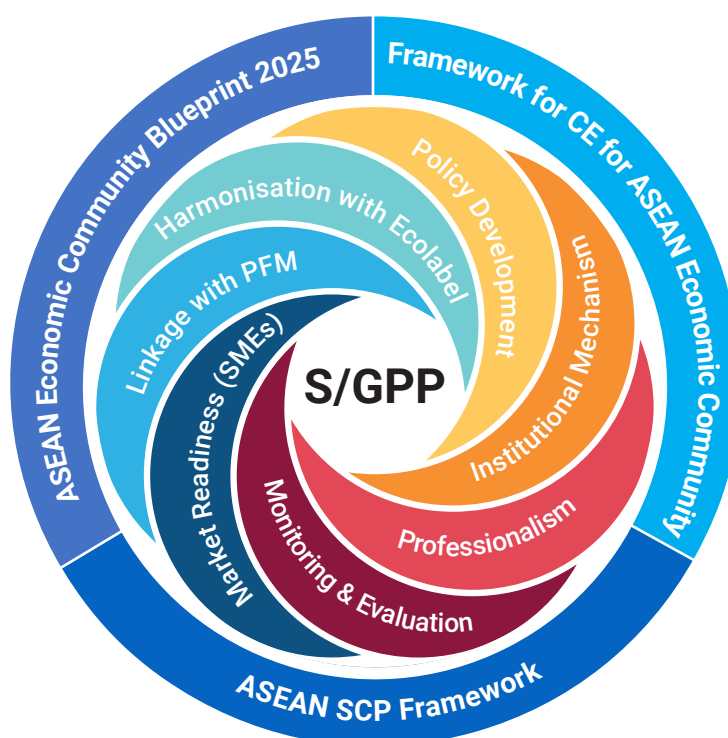 ASEAN Economic Community Blueprint 2025
Framework for CE for ASEAN Economic Community
ASEAN SCP Framework
Policy Development
Institutional Mechanism
Professionalism
Monitoring & Evaluation
Market Readiness (SMEs)
Linkage with PFM
Harmonisation with Ecolabel
S/GPP